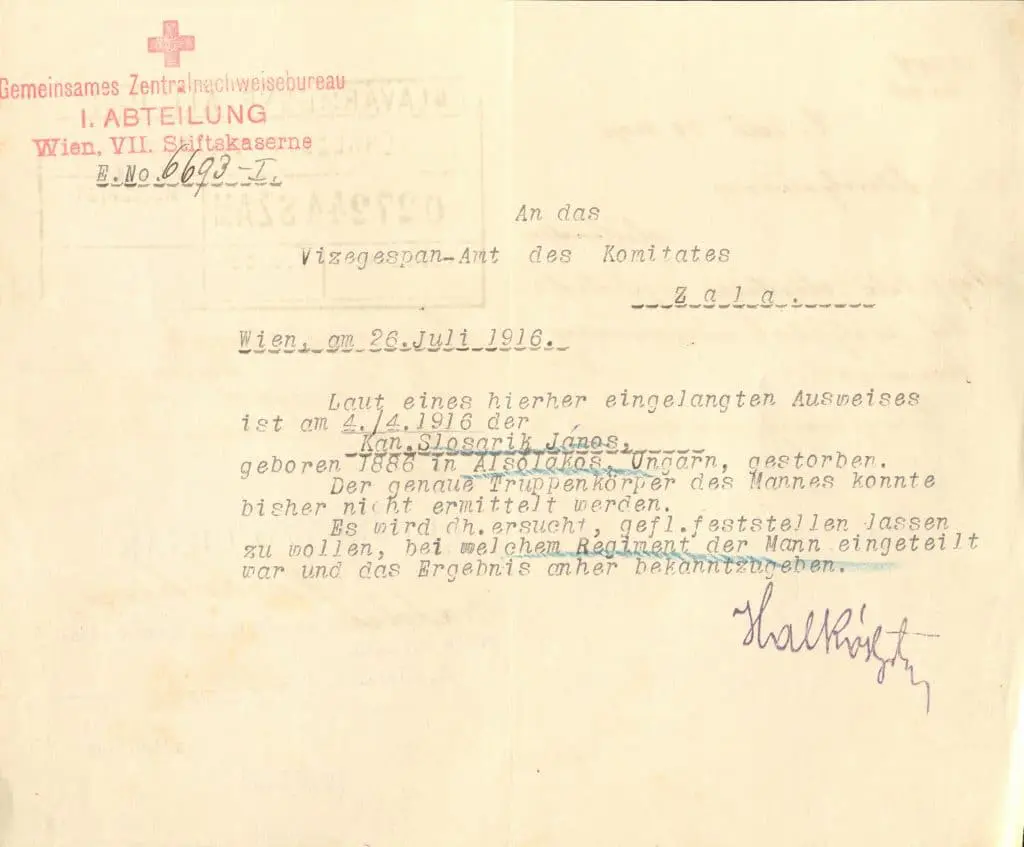 Gemeinsames Zentralnachweisebureau
I. ABTEILUNG
Wien, VII. Stiftskaserne
E.No. 6693-I.
An das
Vizegespan-Amt des Komitates
Zala.
Wien, am 26.Juli 1916.
Laut eines hierher eingelangten Ausweises
ist am 4./4.1916 der
Kan.Slosarik János,
geboren 1886 in Alsólakos, Ungarn, gestorben.
Der genaue Truppenkörper des Mannes konnte
bisher nicht ermittelt werden.
Es wird dh.ersucht, gefl.feststellen lassen
zu wollen, bei welchem Regiment der Mann eingeteilt
war und das Ergebnis anher bekanntzugeben.